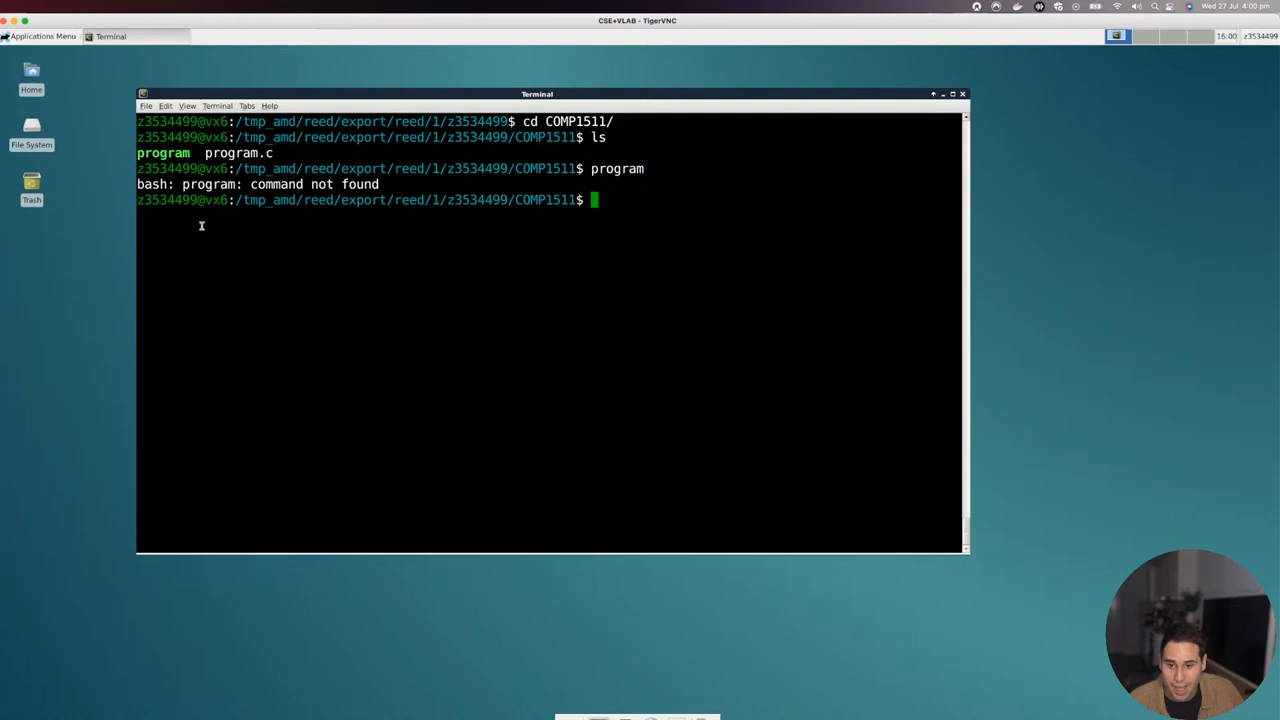 Wed 27 Jul 4:00 pm
CSE+VLAB - TigerVNC
Applications Menu
Terminal
16:00
z3534499
Home
File System
Trash
Terminal
File Edit View Terminal Tabs Help
z3534499@vx6:/tmp_amd/reed/export/reed/1/z3534499$ cd COMP1511/
z3534499@vx6:/tmp_amd/reed/export/reed/1/z3534499/COMP1511$ ls
program program.c
z3534499@vx6:/tmp_amd/reed/export/reed/1/z3534499/COMP1511$ program
bash: program: command not found
z3534499@vx6:/tmp_amd/reed/export/reed/1/z3534499/COMP1511$